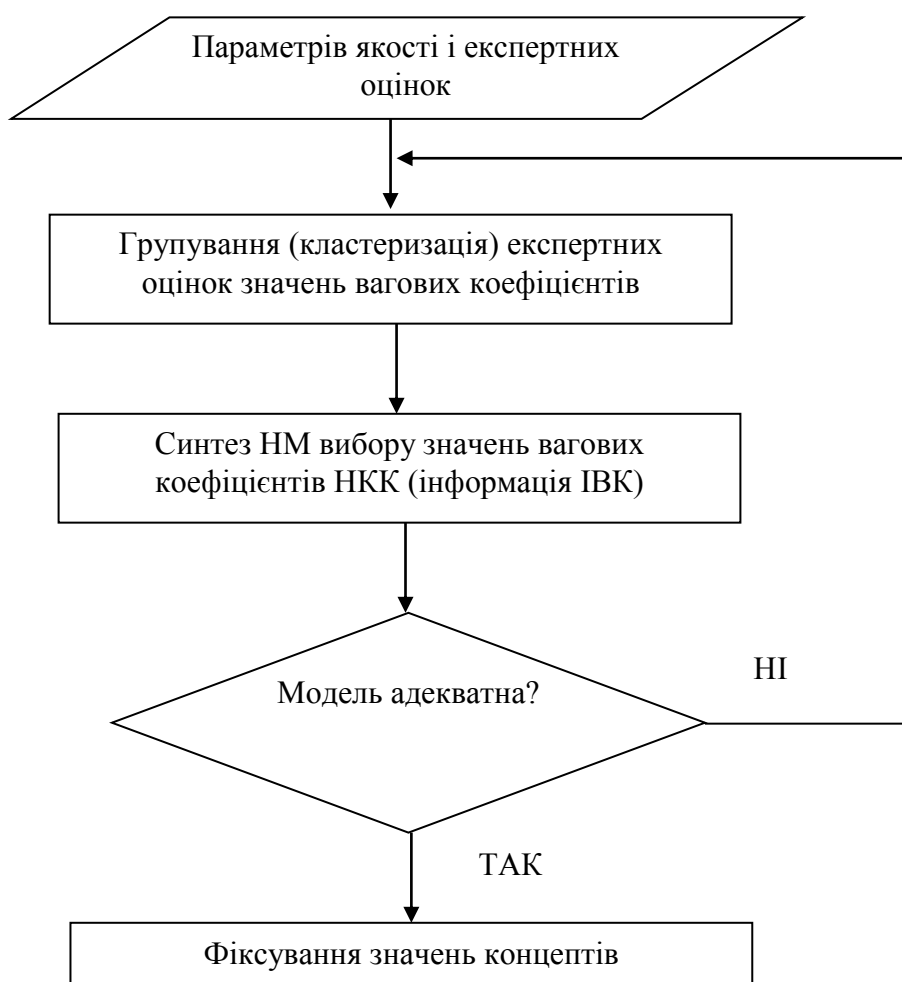 Параметрів якості і експертних
оцінок
Групування (кластеризація) експертних
оцінок значень вагових коефіцієнтів
Синтез НМ вибору значень вагових
коефіцієнтів НКК (інформація ІВК)
Модель адекватна?
НІ
ТАК
Фіксування значень концептів